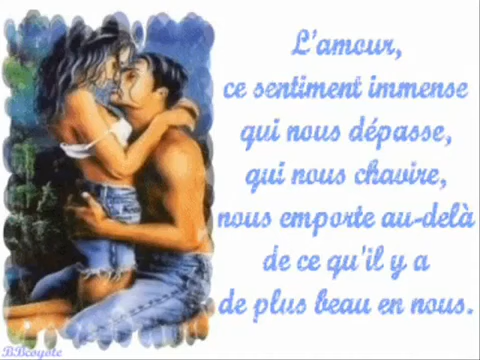 L'amour,
ce sentiment immense
qui nous dépasse,
qui nous chavire,
nous emporte au-delà
de ce qu'il y a
de plus beau en nous.
BBcoyote